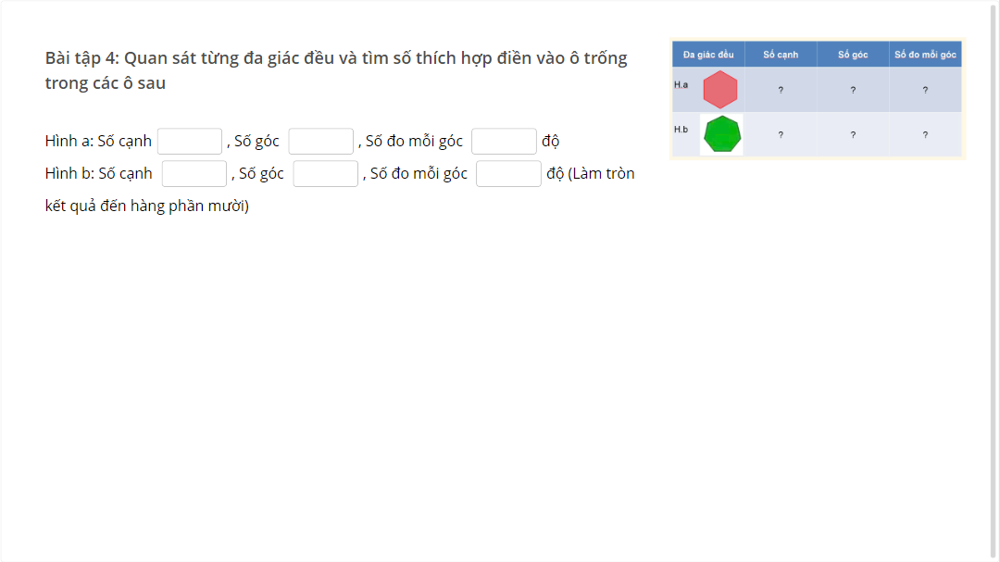 Bài tập 4: Quan sát từng đa giác đều và tìm số thích hợp điền vào ô trống
trong các ô sau
Hình a: Số cạnh , Số góc , Số đo mỗi góc độ
Hình b: Số cạnh , Số góc , Số đo mỗi góc độ (Làm tròn
kết quả đến hàng phần mười)
Đa giác đều Số cạnh Số góc Số đo mỗi góc
H.a ? ? ?
H.b ? ? ?